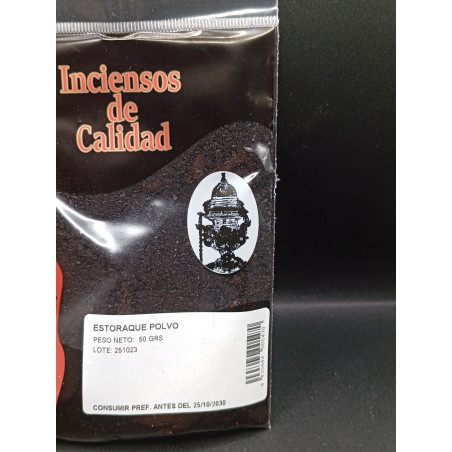 Inciensos
de
Calidad
ESTORAQUE POLVO
PESO NETO: 50 GRS
LOTE: 251023
CONSUMIR PREF. ANTES DEL 25/10/2030